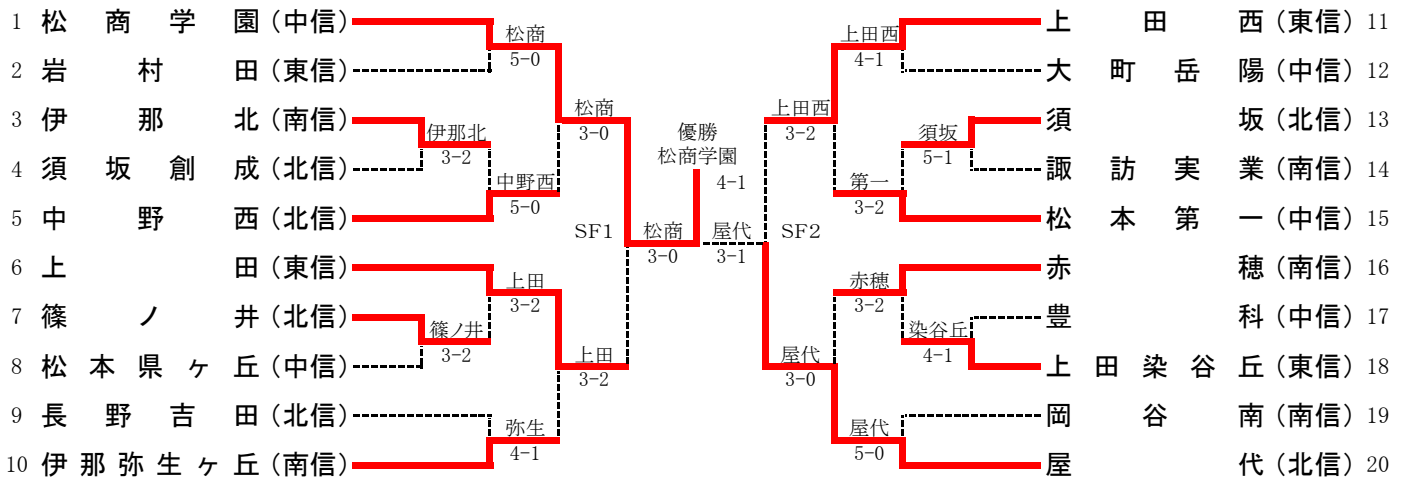 1 松商学園(中信)
2 岩村田(東信)
3 伊那北(南信)
4 須坂創成(北信)
5 中野西(北信)
6 上田(東信)
7 篠ノ井(北信)
8 松本県ヶ丘(中信)
9 長野吉田(北信)
10 伊那弥生ヶ丘(南信)
松商
5-0
伊那北
3-2
中野西
5-0
上田
3-2
篠ノ井
3-2
弥生
4-1
松商
3-0
上田
3-2
SF1
松商
3-0
優勝
松商学園
4-1
屋代
3-1
SF2
上田西
3-2
屋代
3-0
上田西
4-1
須坂
5-1
第一
3-2
赤穂
3-2
染谷丘
4-1
屋代
5-0
上田西(東信) 11
大町岳陽(中信) 12
須坂(北信) 13
諏訪実業(南信) 14
松本第一(中信) 15
赤穂(南信) 16
豊科(中信) 17
上田染谷丘(東信) 18
岡谷南(南信) 19
屋代(北信) 20